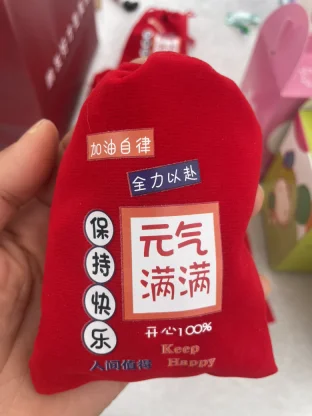 加油自律
全力以赴
保持快乐
元气
满满
开心100%
人间值得
Keep
Happy